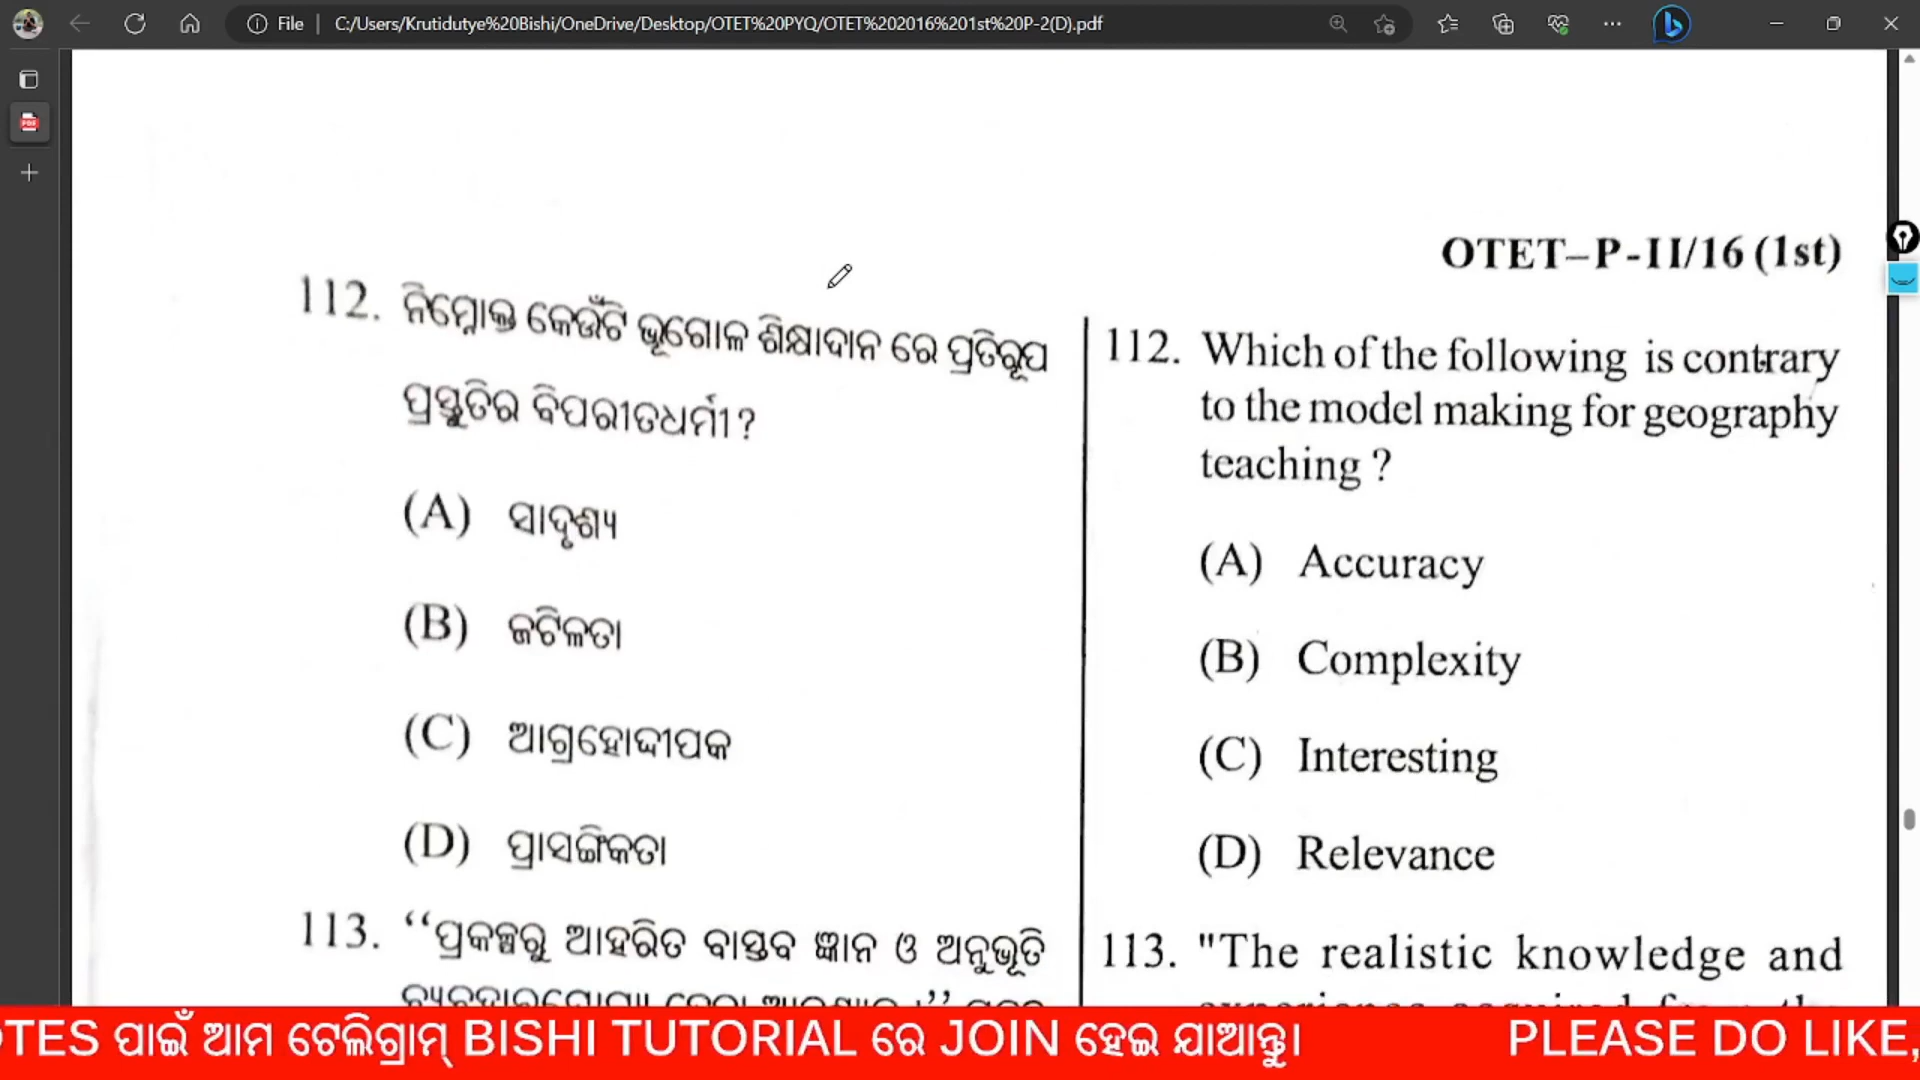 File
C:/Users/Krutidutye%20Bishi/OneDrive/Desktop/OTET%20PYQ/OTET%202016%201st%20P-2(D).pdf
OTET–P-II/16 (1st)
112. ନିମ୍ନୋକ୍ତ କେଉଁଟି ଭୂଗୋଳ ଶିକ୍ଷାଦାନ ରେ ପ୍ରତିରୂପ
ପ୍ରସ୍ତୁତିର ବିପରୀତଧର୍ମୀ?
(A) ସାଦୃଶ୍ୟ
(B) ଜଟିଳତା
(C) ଆଗ୍ରହୋଦ୍ଦୀପକ
(D) ପ୍ରାସଙ୍ଗିକତା
113. ‘‘ପ୍ରକଳ୍ପରୁ ଆହରିତ ବାସ୍ତବ ଜ୍ଞାନ ଓ ଅନୁଭୂତି
112. Which of the following is contrary
to the model making for geography
teaching ?
(A) Accuracy
(B) Complexity
(C) Interesting
(D) Relevance
113. "The realistic knowledge and
OTES ପାଇଁ ଆମ ଟେଲିଗ୍ରାମ୍ BISHI TUTORIAL ରେ JOIN ହେଇ ଯାଆନ୍ତୁ। PLEASE DO LIKE,